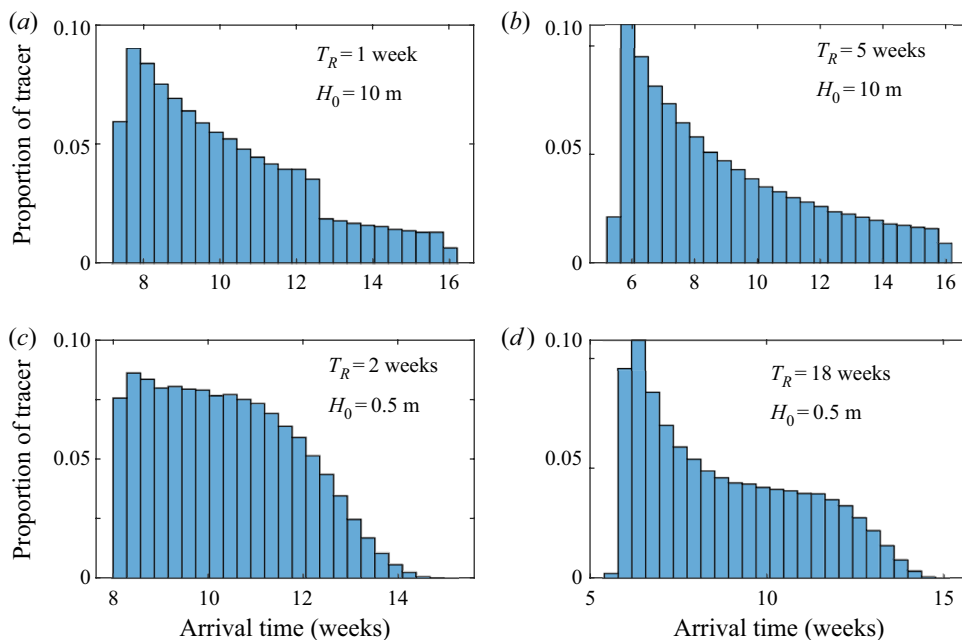 (a)
0.10
T_R = 1 week
H_0 = 10 m
Proportion of tracer
0.05
0
8 10 12 14 16
(b)
0.10
T_R = 5 weeks
H_0 = 10 m
0.05
0
6 8 10 12 14 16
(c)
0.10
T_R = 2 weeks
H_0 = 0.5 m
Proportion of tracer
0.05
0
8 10 12 14
Arrival time (weeks)
(d)
0.10
T_R = 18 weeks
H_0 = 0.5 m
0.05
0
5 10 15
Arrival time (weeks)